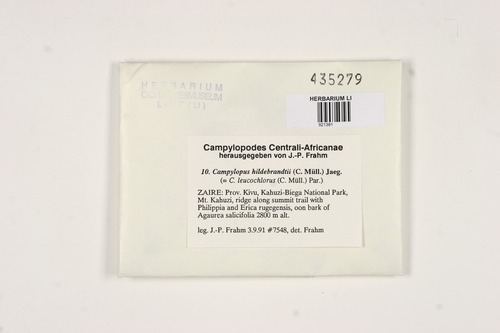 HERBARIUM
435279
HERBARIUM LI
Campylopodes Centrali-Africanae
herausgegeben von J.-P. Frahm
10. Campylopus hildebrandtii (C. Müll.) Jaeg.
(= C. leucochlorus (C. Müll.) Par.)
ZAIRE: Prov. Kivu, Kahuzi-Biega National Park,
Mt. Kahuzi, ridge along summit trail with
Philippia and Erica rugegensis, oon bark of
Agaurea salicifolia 2800 m alt.
leg. J.-P. Frahm 3.9.91 #7548, det. Frahm